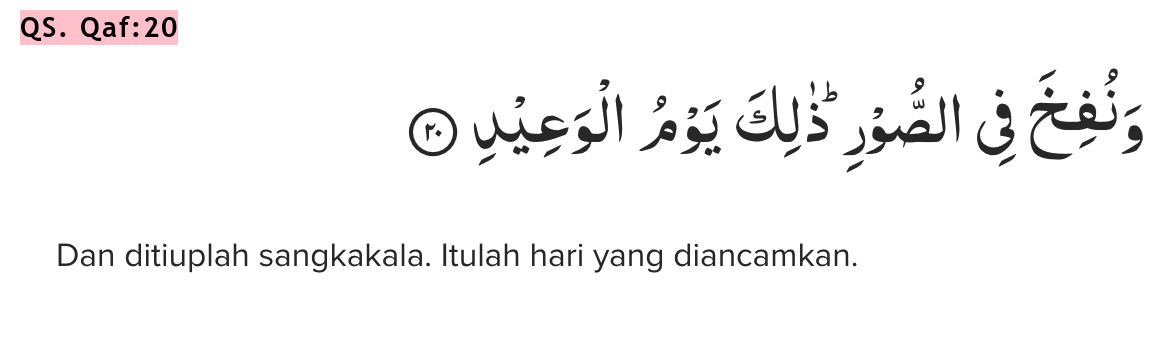 QS. Qaf:20
وَنُفِخَ فِى الصُّوْرِۗ ذٰلِكَ يَوْمُ الْوَعِيْدِ ٢٠
Dan ditiuplah sangkakala. Itulah hari yang diancamkan.